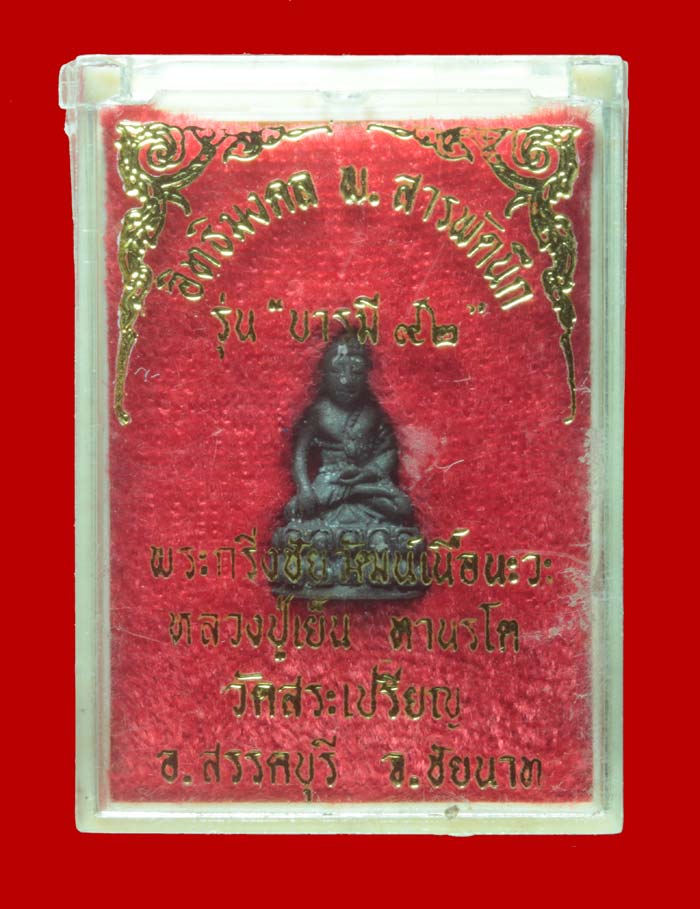 อิทธิมงคล ม. สารพัดนึก
รุ่น "บารมี ๙๒"
พระกริ่งชัยวัฒน์เนื้อนะวะ
หลวงปู่เย็น ทานรโต
วัดสระเปรียญ
อ.สรรคบุรี จ.ชัยนาท